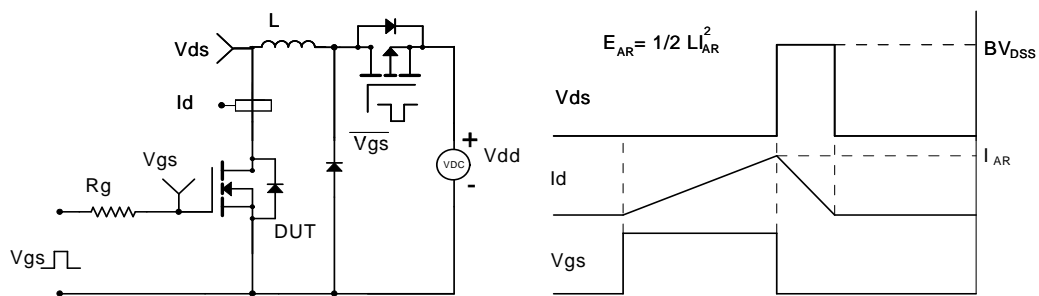 L
Vds
Id
Vgs
Rg
DUT
Vgs
Vgs
+
VDC
-
Vdd
E_AR= 1/2 LI²_AR
Vds
BV_DSS
Id
I_AR
Vgs